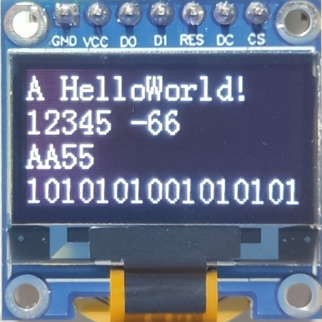 GND VCC D0 D1 RES DC CS
A HelloWorld!
12345 -66
AA55
1010101001010101